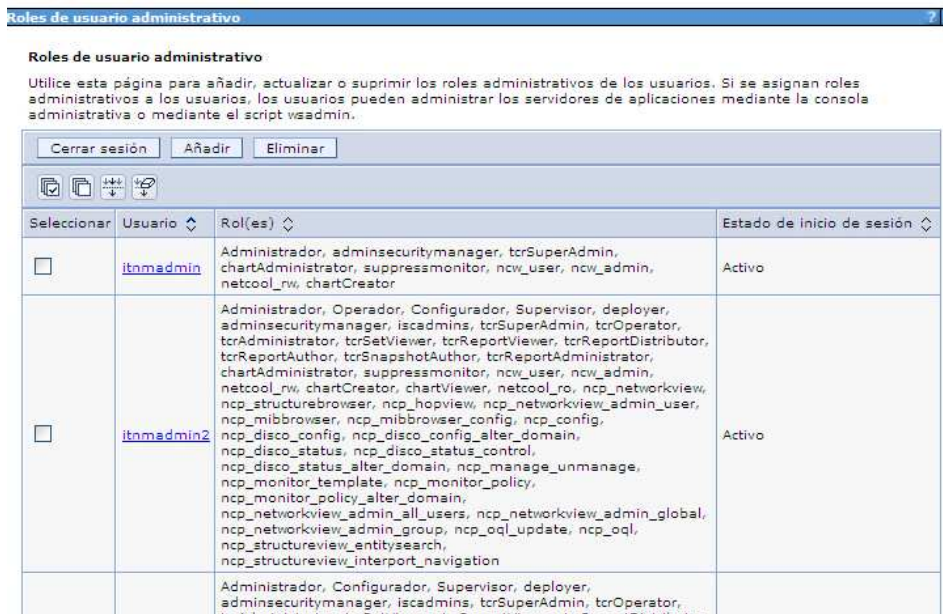 Roles de usuario administrativo ?
Roles de usuario administrativo
Utilice esta página para añadir, actualizar o suprimir los roles administrativos de los usuarios. Si se asignan roles
administrativos a los usuarios, los usuarios pueden administrar los servidores de aplicaciones mediante la consola
administrativa o mediante el script wsadmin.
Cerrar sesión Añadir Eliminar
Seleccionar Usuario Rol(es) Estado de inicio de sesión
itnmadmin
Administrador, adminsecuritymanager, tcrSuperAdmin,
chartAdministrator, suppressmonitor, ncw_user, ncw_admin,
netcool_rw, chartCreator
Activo
itnmadmin2
Administrador, Operador, Configurador, Supervisor, deployer,
adminsecuritymanager, iscadmins, tcrSuperAdmin, tcrOperator,
tcrAdministrator, tcrSetViewer, tcrReportViewer, tcrReportDistributor,
tcrReportAuthor, tcrSnapshotAuthor, tcrReportAdministrator,
chartAdministrator, suppressmonitor, ncw_user, ncw_admin,
netcool_rw, chartCreator, chartViewer, netcool_ro, ncp_networkview,
ncp_structurebrowser, ncp_hopview, ncp_networkview_admin_user,
ncp_mibbrowser, ncp_mibbrowser_config, ncp_config,
ncp_disco_config, ncp_disco_config_alter_domain,
ncp_disco_status, ncp_disco_status_control,
ncp_disco_status_alter_domain, ncp_manage_unmanage,
ncp_monitor_template, ncp_monitor_policy,
ncp_monitor_policy_alter_domain,
ncp_networkview_admin_all_users, ncp_networkview_admin_global,
ncp_networkview_admin_group, ncp_oql_update, ncp_oql,
ncp_structureview_entitysearch,
ncp_structureview_interport_navigation
Activo
Administrador, Configurador, Supervisor, deployer,
adminsecuritymanager, iscadmins, tcrSuperAdmin, tcrOperator,